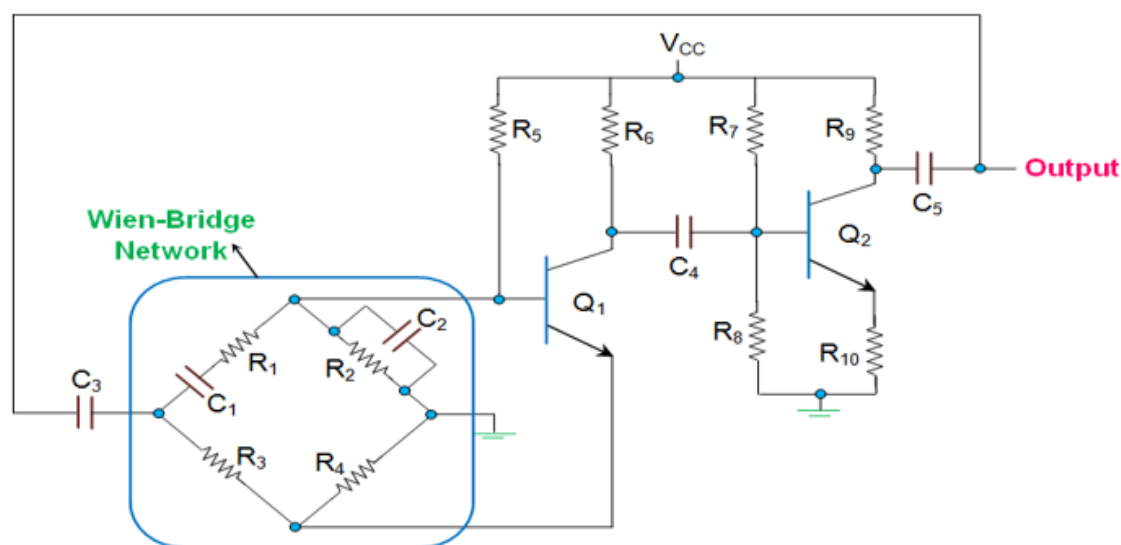 V_CC
R₅
R₆
R₇
R₉
Output
C₅
Wien-Bridge
Network
Q₂
C₄
Q₁
C₂
R₈
R₁
R₂
R₁₀
C₃
C₁
R₃
R₄